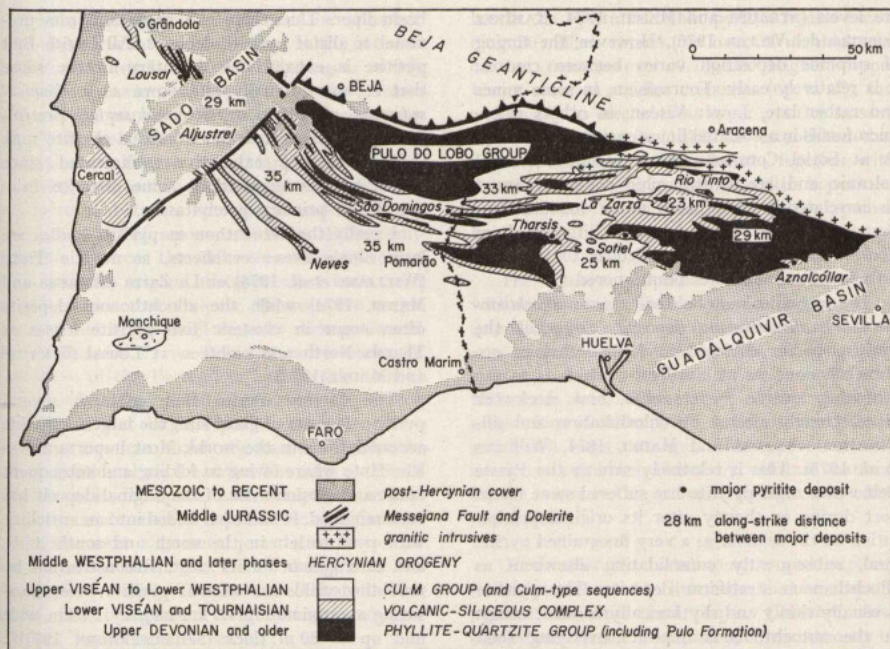 Grândola
BEJA
GEANTICLINE
0 50 km
Lousal
SADO BASIN
29 km
BEJA
Aljustrel
Aracena
Cercal
PULO DO LOBO GROUP
35 km
33 km
Rio Tinto
São Domingos
La Zarza
23 km
Tharsis
29 km
35 km
Sotiel
25 km
Neves
Pomarão
Aznalcóllar
Monchique
HUELVA
GUADALQUIVIR BASIN
SEVILLA
Castro Marim
FARO
MESOZOIC to RECENT post-Hercynian cover
Middle JURASSIC Messejana Fault and Dolerite
granitic intrusives
Middle WESTPHALIAN and later phases HERCYNIAN OROGENY
Upper VISÉAN to Lower WESTPHALIAN CULM GROUP (and Culm-type sequences)
Lower VISÉAN and TOURNAISIAN VOLCANIC-SILICEOUS COMPLEX
Upper DEVONIAN and older PHYLLITE-QUARTZITE GROUP (including Pulo Formation)
major pyritite deposit
28 km along-strike distance
between major deposits